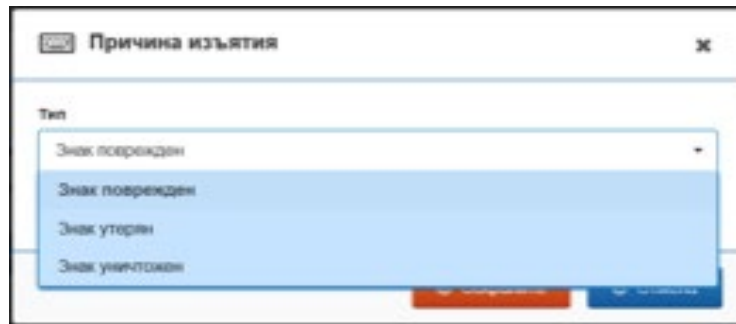 Причина изъятия
Тип
Знак поврежден
Знак поврежден
Знак утерян
Знак уничтожен